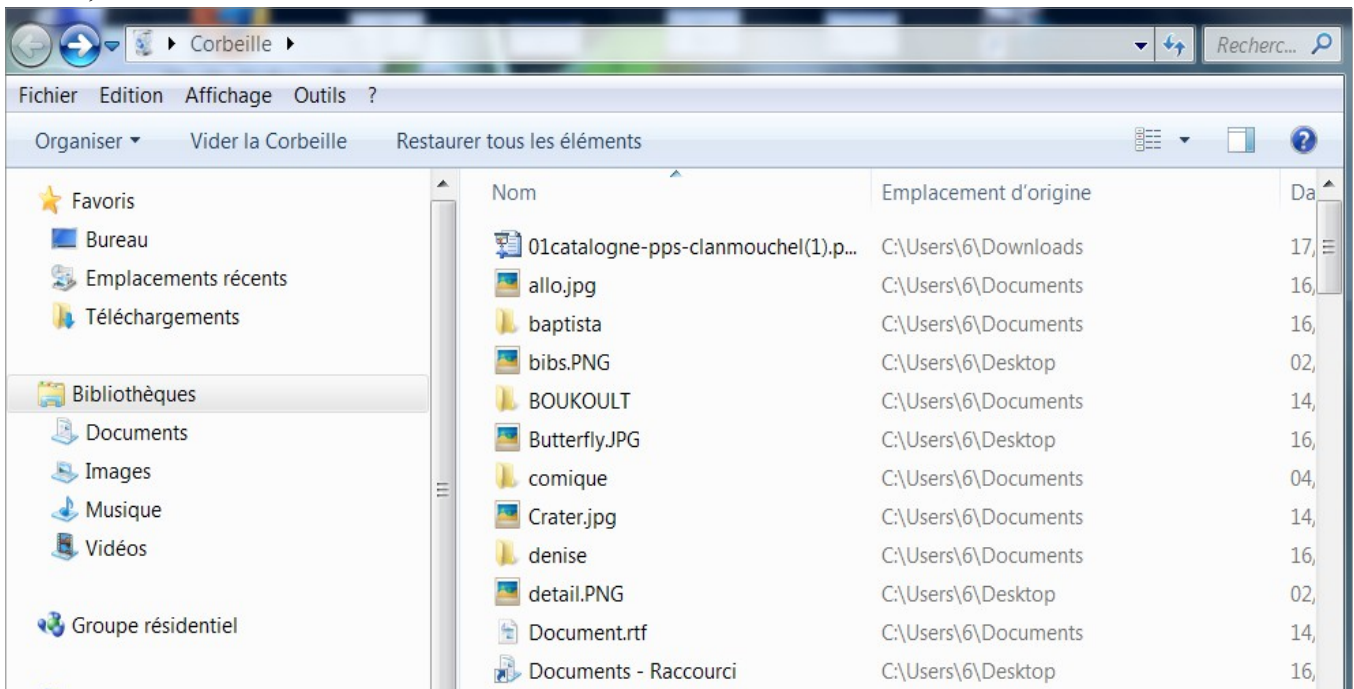 Corbeille
Recherc...
Fichier Edition Affichage Outils ?
Organiser Vider la Corbeille Restaurer tous les éléments
Favoris
Bureau
Emplacements récents
Téléchargements
Bibliothèques
Documents
Images
Musique
Vidéos
Groupe résidentiel
Nom Emplacement d'origine Da
01catalogne-pps-clanmouchel(1).p... C:\Users\6\Downloads 17,
allo.jpg C:\Users\6\Documents 16,
baptista C:\Users\6\Documents 16,
bibs.PNG C:\Users\6\Desktop 02,
BOUKOULT C:\Users\6\Documents 14,
Butterfly.JPG C:\Users\6\Desktop 16,
comique C:\Users\6\Documents 04,
Crater.jpg C:\Users\6\Documents 14,
denise C:\Users\6\Documents 16,
detail.PNG C:\Users\6\Desktop 02,
Document.rtf C:\Users\6\Documents 14,
Documents - Raccourci C:\Users\6\Desktop 16,